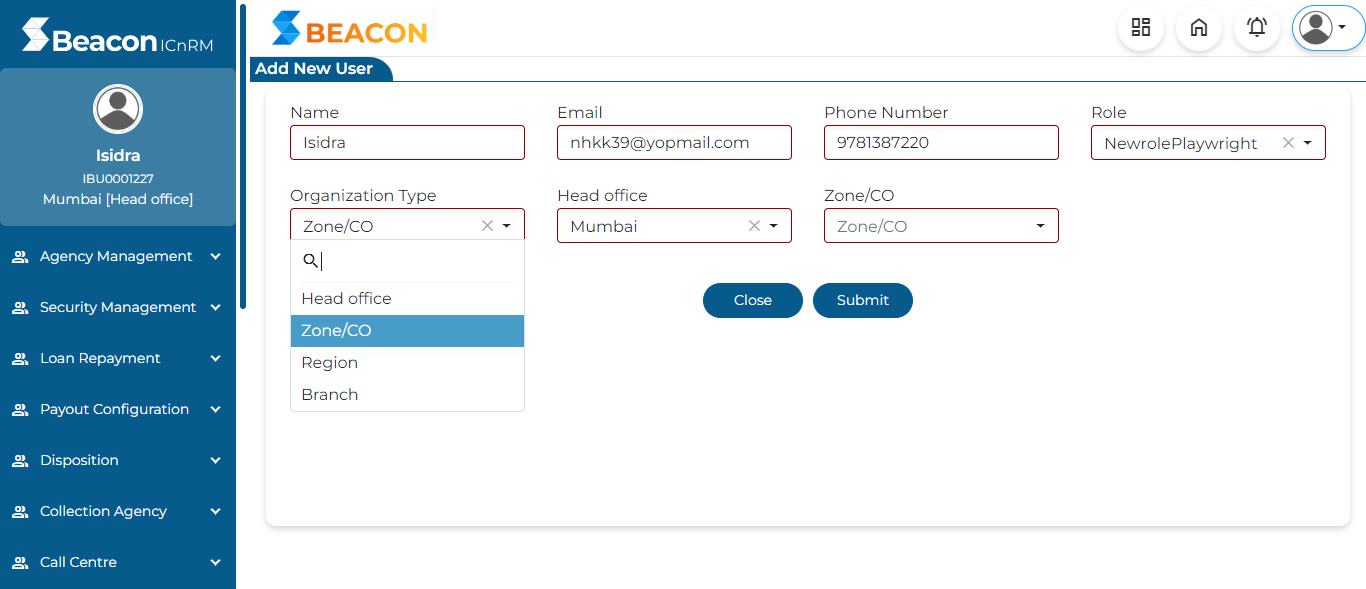 Beacon ICnRM
Isidra
IBU0001227
Mumbai [Head office]
Agency Management
Security Management
Loan Repayment
Payout Configuration
Disposition
Collection Agency
Call Centre
BEACON
Add New User
Name Email Phone Number Role
Isidra nhkk39@yopmail.com 9781387220 NewrolePlaywright
Organization Type Head office Zone/CO
Zone/CO Mumbai Zone/CO
Head office
Zone/CO
Region
Branch
Close Submit